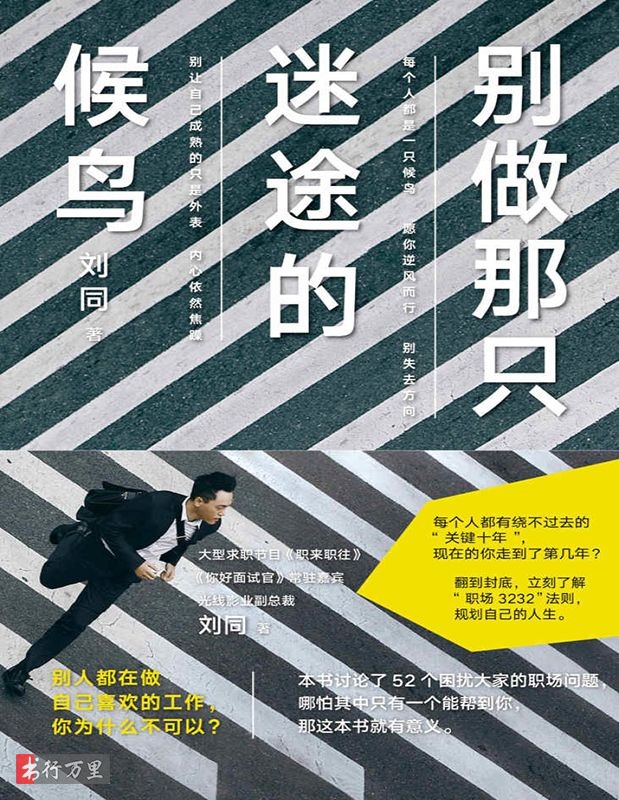 别做那只
每个人都是一只候鸟 愿你逆风而行 别失去方向
迷途的
别让自己成熟的只是外表 内心依然焦躁
候鸟
刘同
著
每个人都有绕不过去的
“关键十年”，
现在的你走到了第几年？
翻到封底，立刻了解
“职场 3232”法则，
规划自己的人生。
大型求职节目《职来职往》
《你好面试官》常驻嘉宾
光线影业副总裁
刘同 著
别人都在做
自己喜欢的工作，
你为什么不可以？
本书讨论了 52 个困扰大家的职场问题，
哪怕其中只有一个能帮到你，
那这本书就有意义。
书行万里